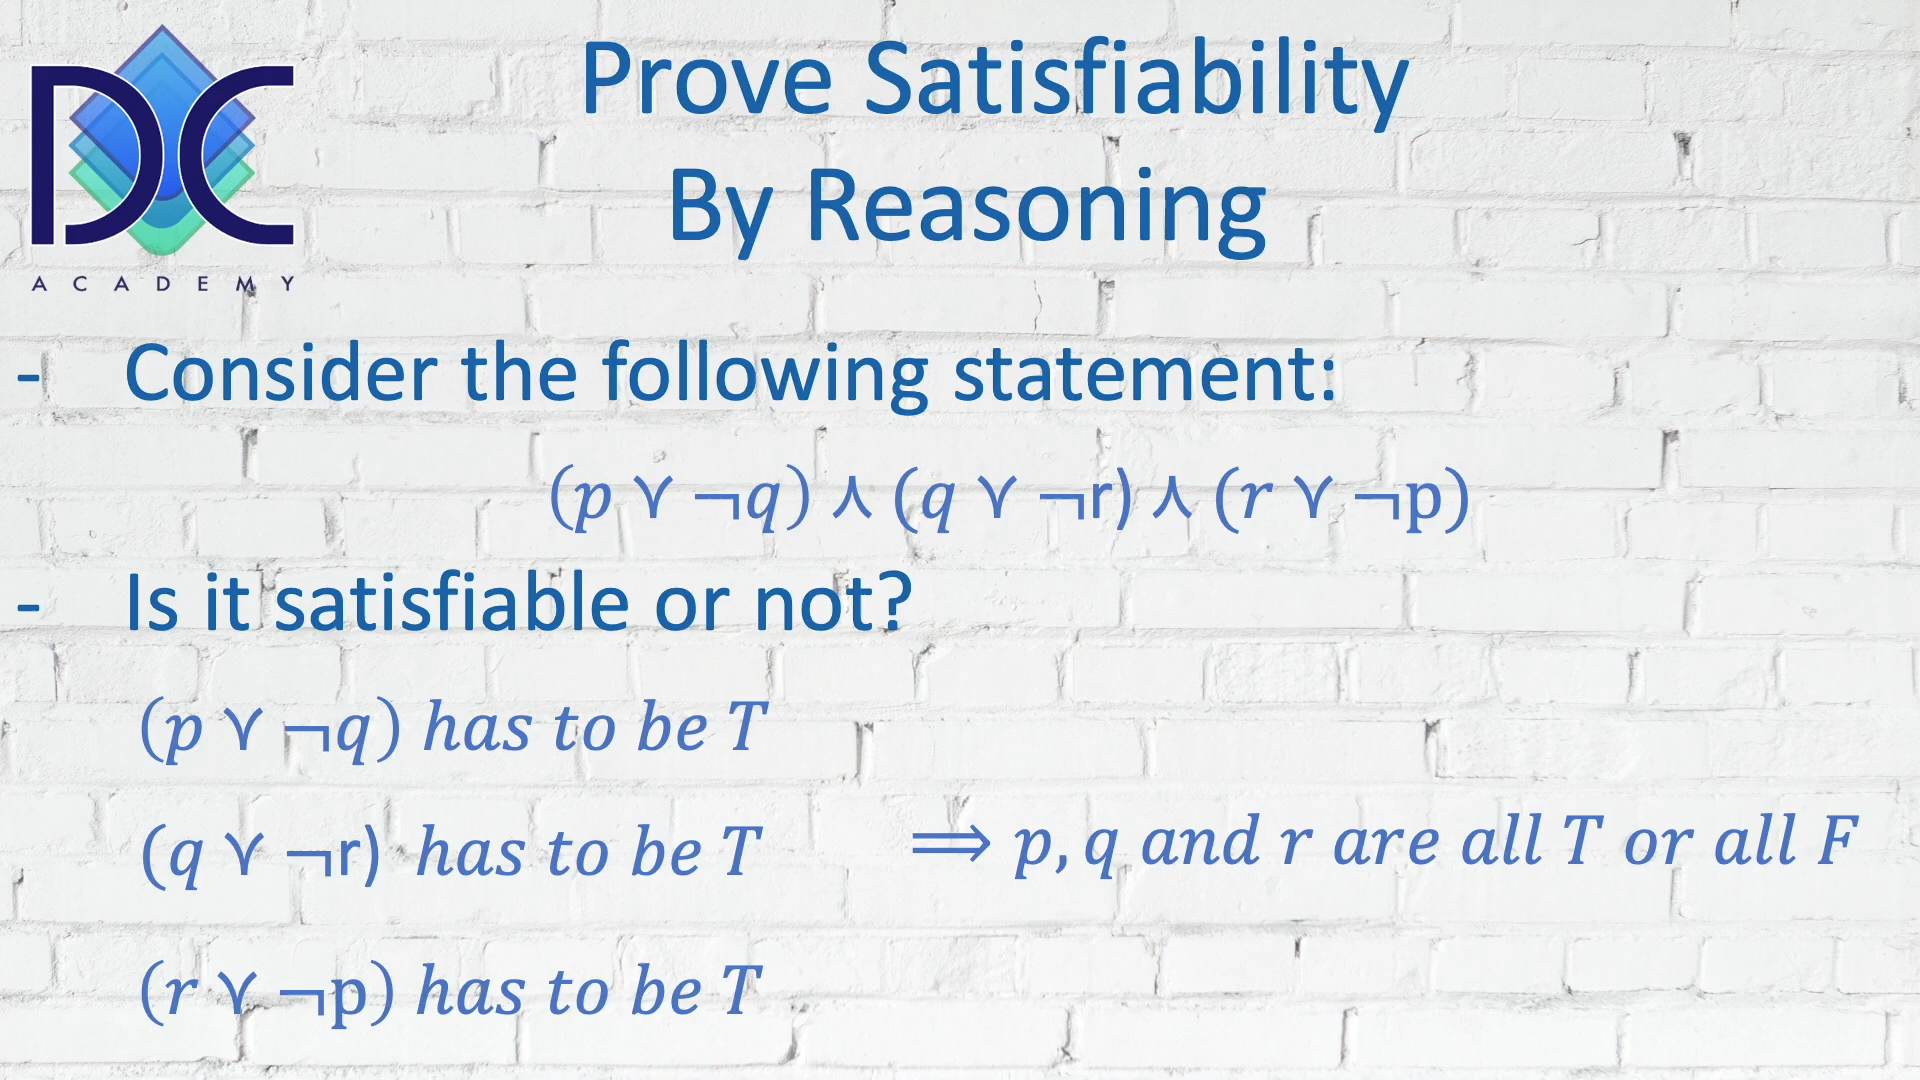 DC
ACADEMY
Prove Satisfiability
By Reasoning
- Consider the following statement:
(p ⋎ ¬q) ⋏ (q ⋎ ¬r) ⋏ (r ⋎ ¬p)
- Is it satisfiable or not?
(p ⋎ ¬q) has to be T
(q ⋎ ¬r) has to be T
⟹ p, q and r are all T or all F
(r ⋎ ¬p) has to be T